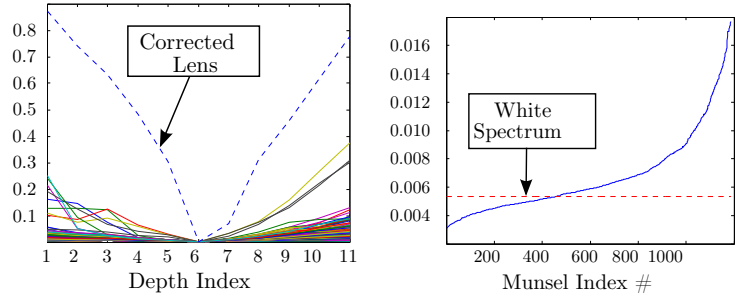 0.8
0.7
0.6
0.5
0.4
0.3
0.2
0.1
Corrected
Lens
1 2 3 4 5 6 7 8 9 10 11
Depth Index
0.016
0.014
0.012
0.010
0.008
0.006
0.004
White
Spectrum
200 400 600 800 1000
Munsel Index #